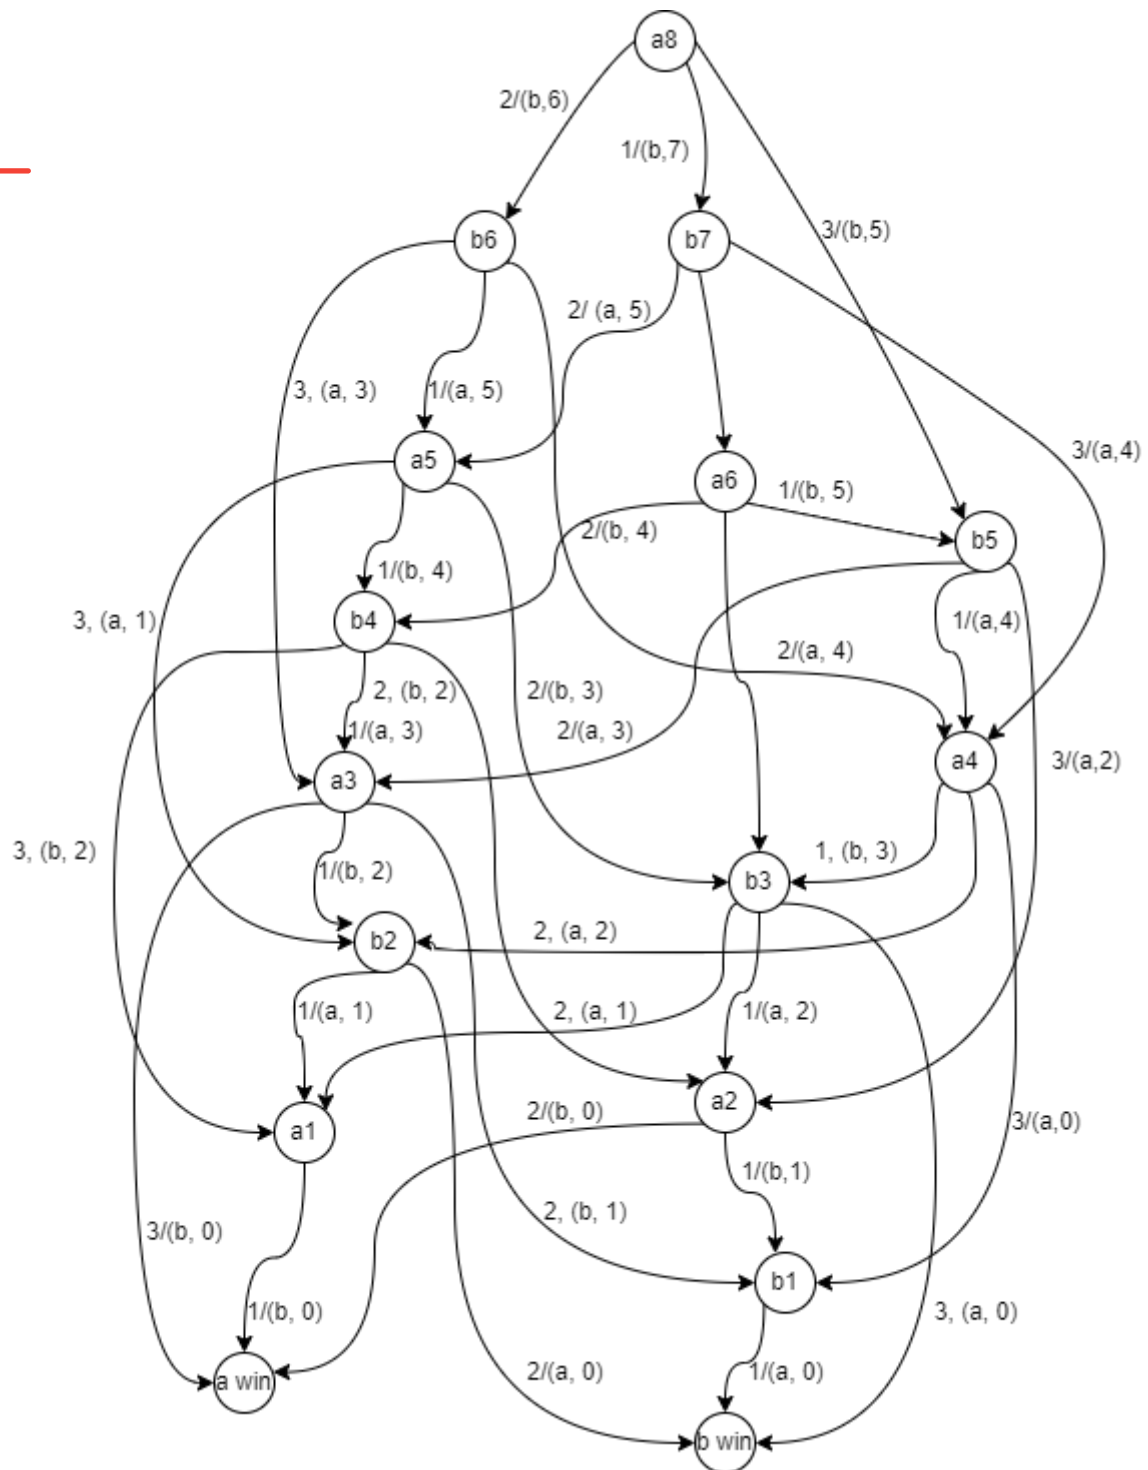 a8
2/(b,6)
1/(b,7)
3/(b,5)
b6
b7
2/ (a, 5)
3, (a, 3)
1/(a, 5)
3/(a,4)
a5
a6
1/(b, 5)
2/(b, 4)
b5
1/(b, 4)
3, (a, 1)
b4
1/(a,4)
2/(a, 4)
2, (b, 2)
2/(b, 3)
1/(a, 3)
2/(a, 3)
a4
3/(a,2)
a3
3, (b, 2)
1, (b, 3)
1/(b, 2)
b3
2, (a, 2)
b2
1/(a, 1)
2, (a, 1)
1/(a, 2)
a2
2/(b, 0)
a1
3/(a,0)
1/(b,1)
2, (b, 1)
3/(b, 0)
b1
1/(b, 0)
3, (a, 0)
a win
2/(a, 0)
1/(a, 0)
b win